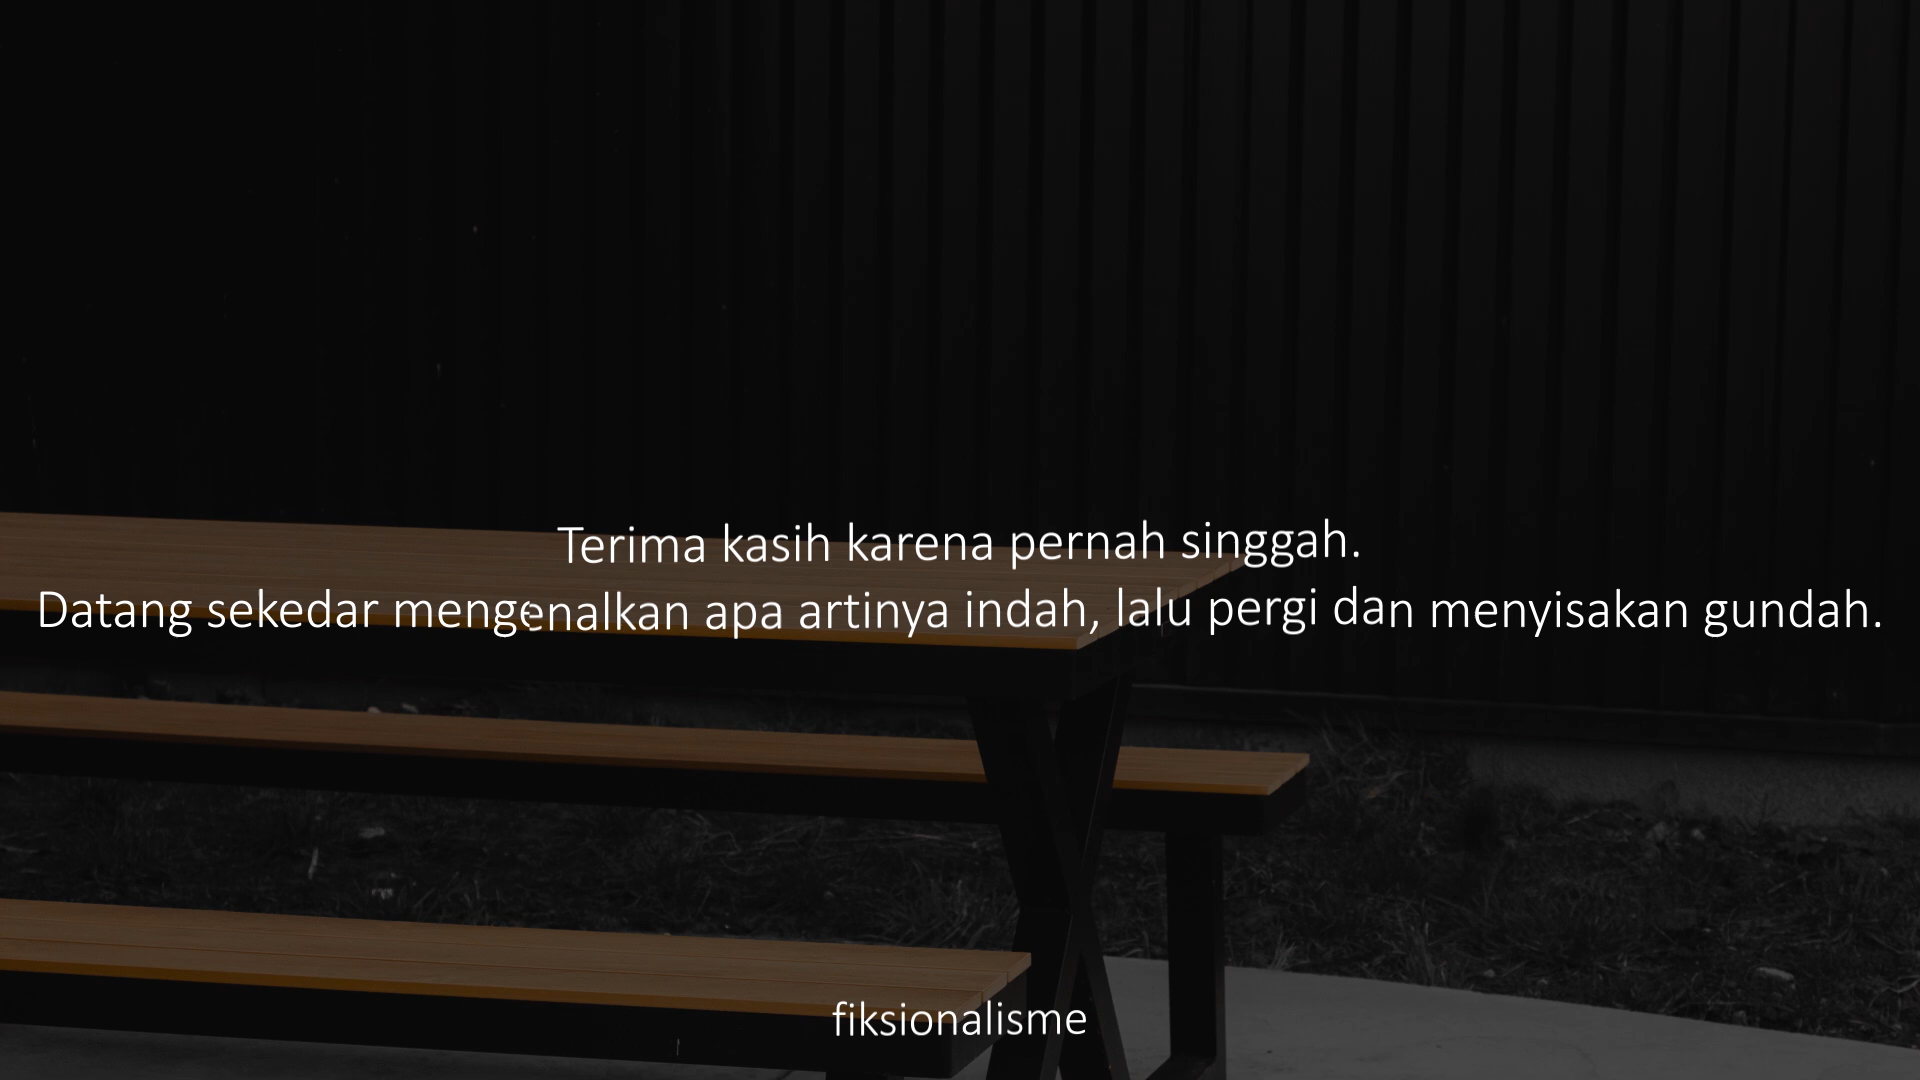 Terima kasih karena pernah singgah.
Datang sekedar mengenalkan apa artinya indah, lalu pergi dan menyisakan gundah.
fiksionalisme